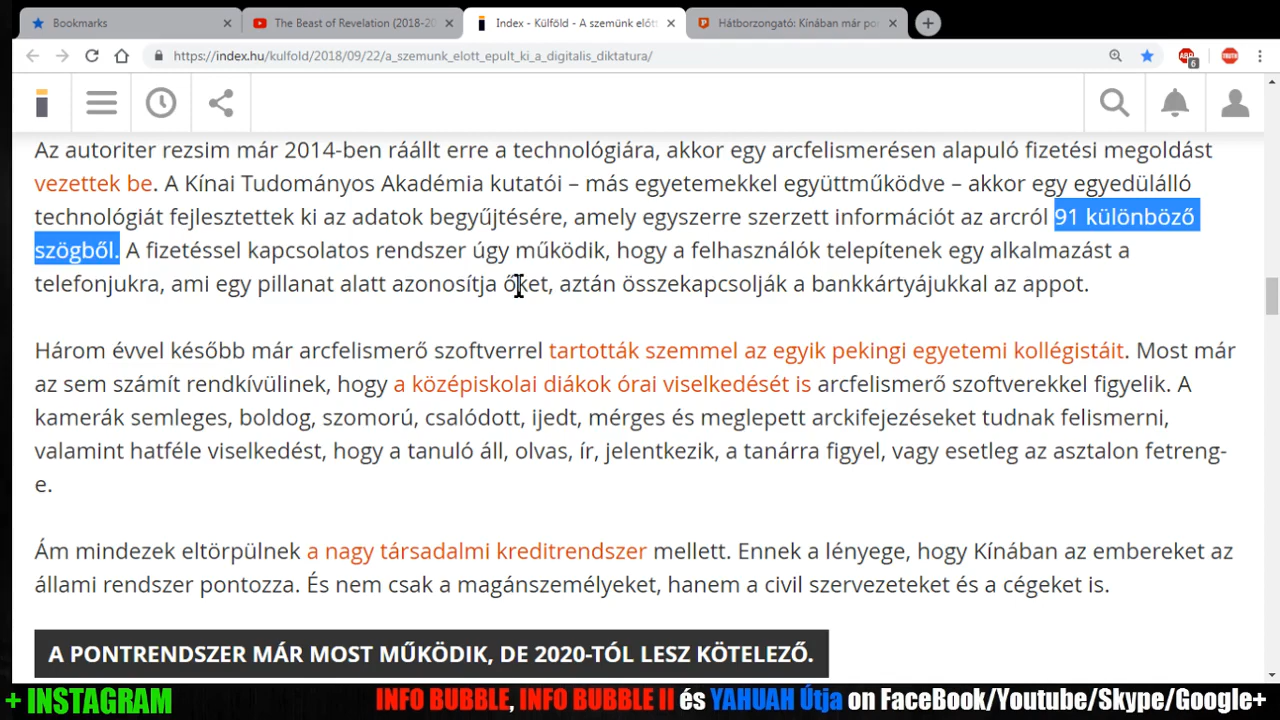 Bookmarks
The Beast of Revelation (2018-20
Index - Külföld - A szemünk előtt
Hátborzongató: Kínában már po
https://index.hu/kulfold/2018/09/22/a_szemunk_elott_epult_ki_a_digitalis_diktatura/
6
TRUTH
Az autoriter rezsim már 2014-ben ráállt erre a technológiára, akkor egy arcfelismerésen alapuló fizetési megoldást
vezettek be. A Kínai Tudományos Akadémia kutatói – más egyetemekkel együttműködve – akkor egy egyedülálló
technológiát fejlesztettek ki az adatok begyűjtésére, amely egyszerre szerzett információt az arcról 91 különböző
szögből. A fizetéssel kapcsolatos rendszer úgy működik, hogy a felhasználók telepítenek egy alkalmazást a
telefonjukra, ami egy pillanat alatt azonosítja őket, aztán összekapcsolják a bankkártyájukkal az appot.
Három évvel később már arcfelismerő szoftverrel tartották szemmel az egyik pekingi egyetemi kollégistáit. Most már
az sem számít rendkívülinek, hogy a középiskolai diákok órai viselkedését is arcfelismerő szoftverekkel figyelik. A
kamerák semleges, boldog, szomorú, csalódott, ijedt, mérges és meglepett arckifejezéseket tudnak felismerni,
valamint hatféle viselkedést, hogy a tanuló áll, olvas, ír, jelentkezik, a tanárra figyel, vagy esetleg az asztalon fetreng-
e.
Ám mindezek eltörpülnek a nagy társadalmi kreditrendszer mellett. Ennek a lényege, hogy Kínában az embereket az
állami rendszer pontozza. És nem csak a magánszemélyeket, hanem a civil szervezeteket és a cégeket is.
A PONTRENDSZER MÁR MOST MŰKÖDIK, DE 2020-TÓL LESZ KÖTELEZŐ.
+ INSTAGRAM INFO BUBBLE, INFO BUBBLE II és YAHUAH Útja on FaceBook/Youtube/Skype/Google+